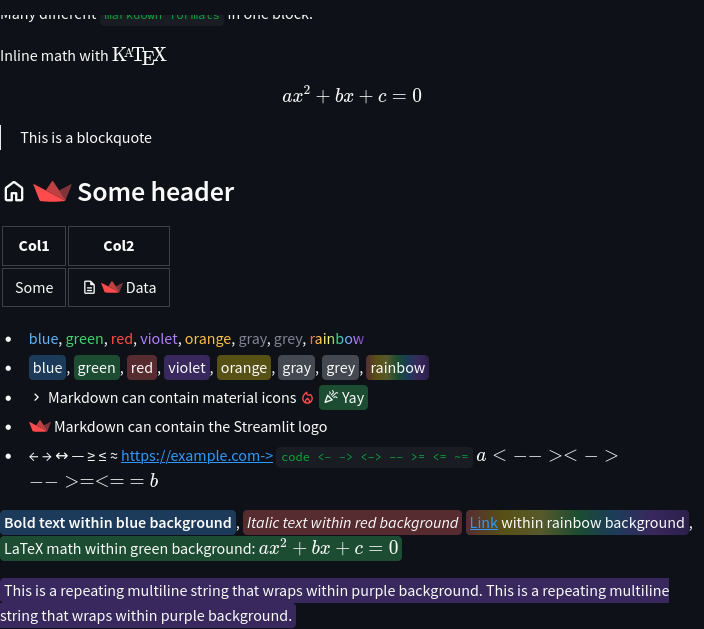 Many different markdown formats in one block.
Inline math with KATEX
ax² + bx + c = 0
This is a blockquote
Some header
Col1 Col2
Some Data
blue, green, red, violet, orange, gray, grey, rainbow
blue, green, red, violet, orange, gray, grey, rainbow
Markdown can contain material icons Yay
Markdown can contain the Streamlit logo
← → ↔ — ≥ ≤ ≈ https://example.com-> code <- -> <-> -- >= <= ~= a <−−><−>
−−>=<== b
Bold text within blue background, Italic text within red background Link within rainbow background,
LaTeX math within green background: ax² + bx + c = 0
This is a repeating multiline string that wraps within purple background. This is a repeating multiline
string that wraps within purple background.